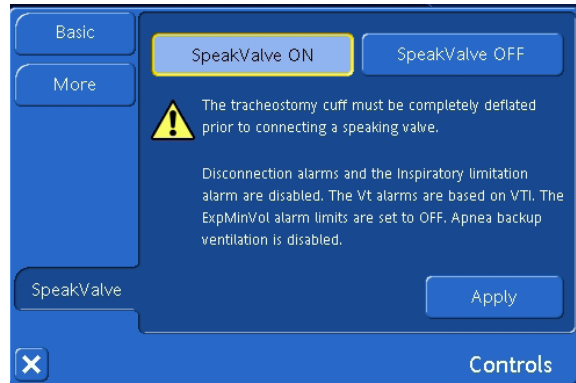 Basic
More
SpeakValve
SpeakValve ON
SpeakValve OFF
The tracheostomy cuff must be completely deflated
prior to connecting a speaking valve.
Disconnection alarms and the Inspiratory limitation
alarm are disabled. The Vt alarms are based on VTI. The
ExpMinVol alarm limits are set to OFF. Apnea backup
ventilation is disabled.
Apply
Controls